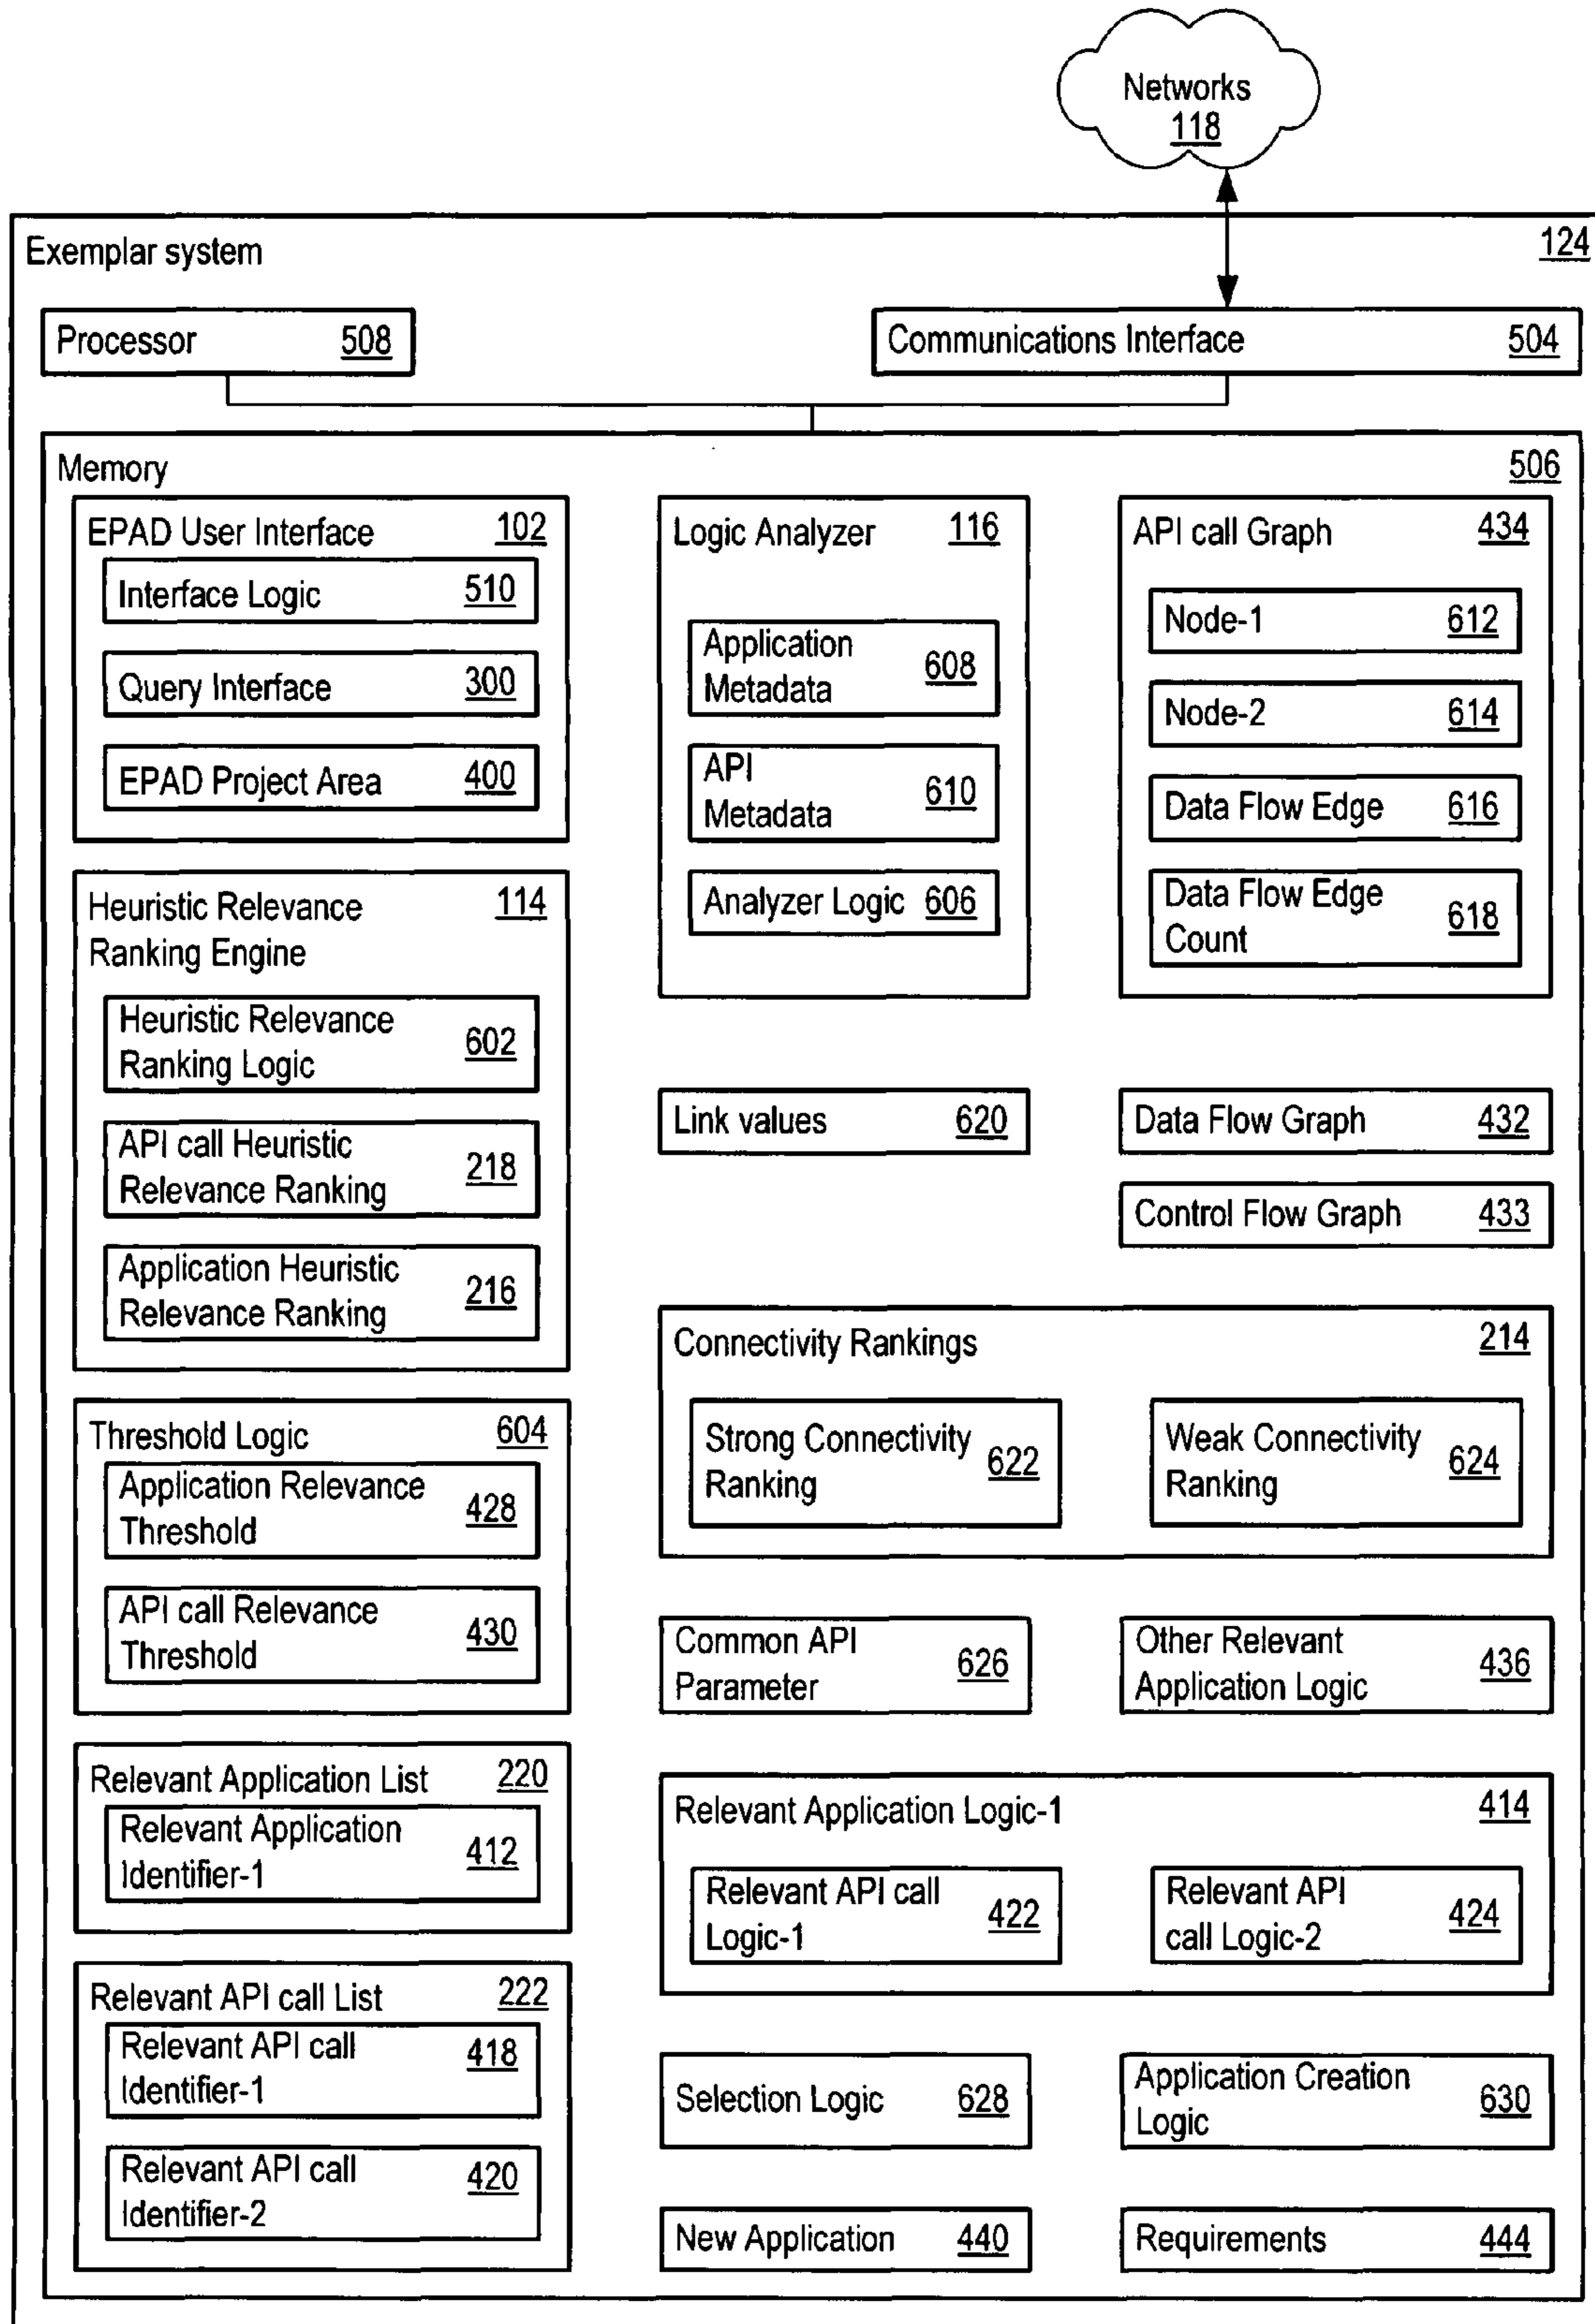 Networks
118
Exemplar system 124
Processor 508
Communications Interface 504
Memory 506
EPAD User Interface 102
Interface Logic 510
Query Interface 300
EPAD Project Area 400
Heuristic Relevance 114
Ranking Engine
Heuristic Relevance
Ranking Logic 602
API call Heuristic
Relevance Ranking 218
Application Heuristic
Relevance Ranking 216
Threshold Logic 604
Application Relevance
Threshold 428
API call Relevance
Threshold 430
Relevant Application List 220
Relevant Application
Identifier-1 412
Relevant API call List 222
Relevant API call
Identifier-1 418
Relevant API call
Identifier-2 420
Logic Analyzer 116
Application
Metadata 608
API
Metadata 610
Analyzer Logic 606
API call Graph 434
Node-1 612
Node-2 614
Data Flow Edge 616
Data Flow Edge
Count 618
Link values 620
Data Flow Graph 432
Control Flow Graph 433
Connectivity Rankings 214
Strong Connectivity
Ranking 622
Weak Connectivity
Ranking 624
Common API
Parameter 626
Other Relevant
Application Logic 436
Relevant Application Logic-1 414
Relevant API call
Logic-1 422
Relevant API
call Logic-2 424
Selection Logic 628
Application Creation
Logic 630
New Application 440
Requirements 444